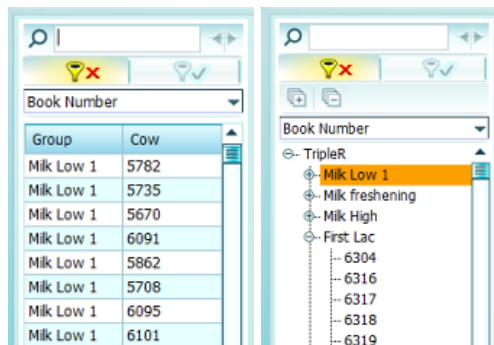 Book Number
Group Cow
Milk Low 1 5782
Milk Low 1 5735
Milk Low 1 5670
Milk Low 1 6091
Milk Low 1 5862
Milk Low 1 5708
Milk Low 1 6095
Milk Low 1 6101
Book Number
TripleR
Milk Low 1
Milk freshening
Milk High
First Lac
6304
6316
6317
6318
6319